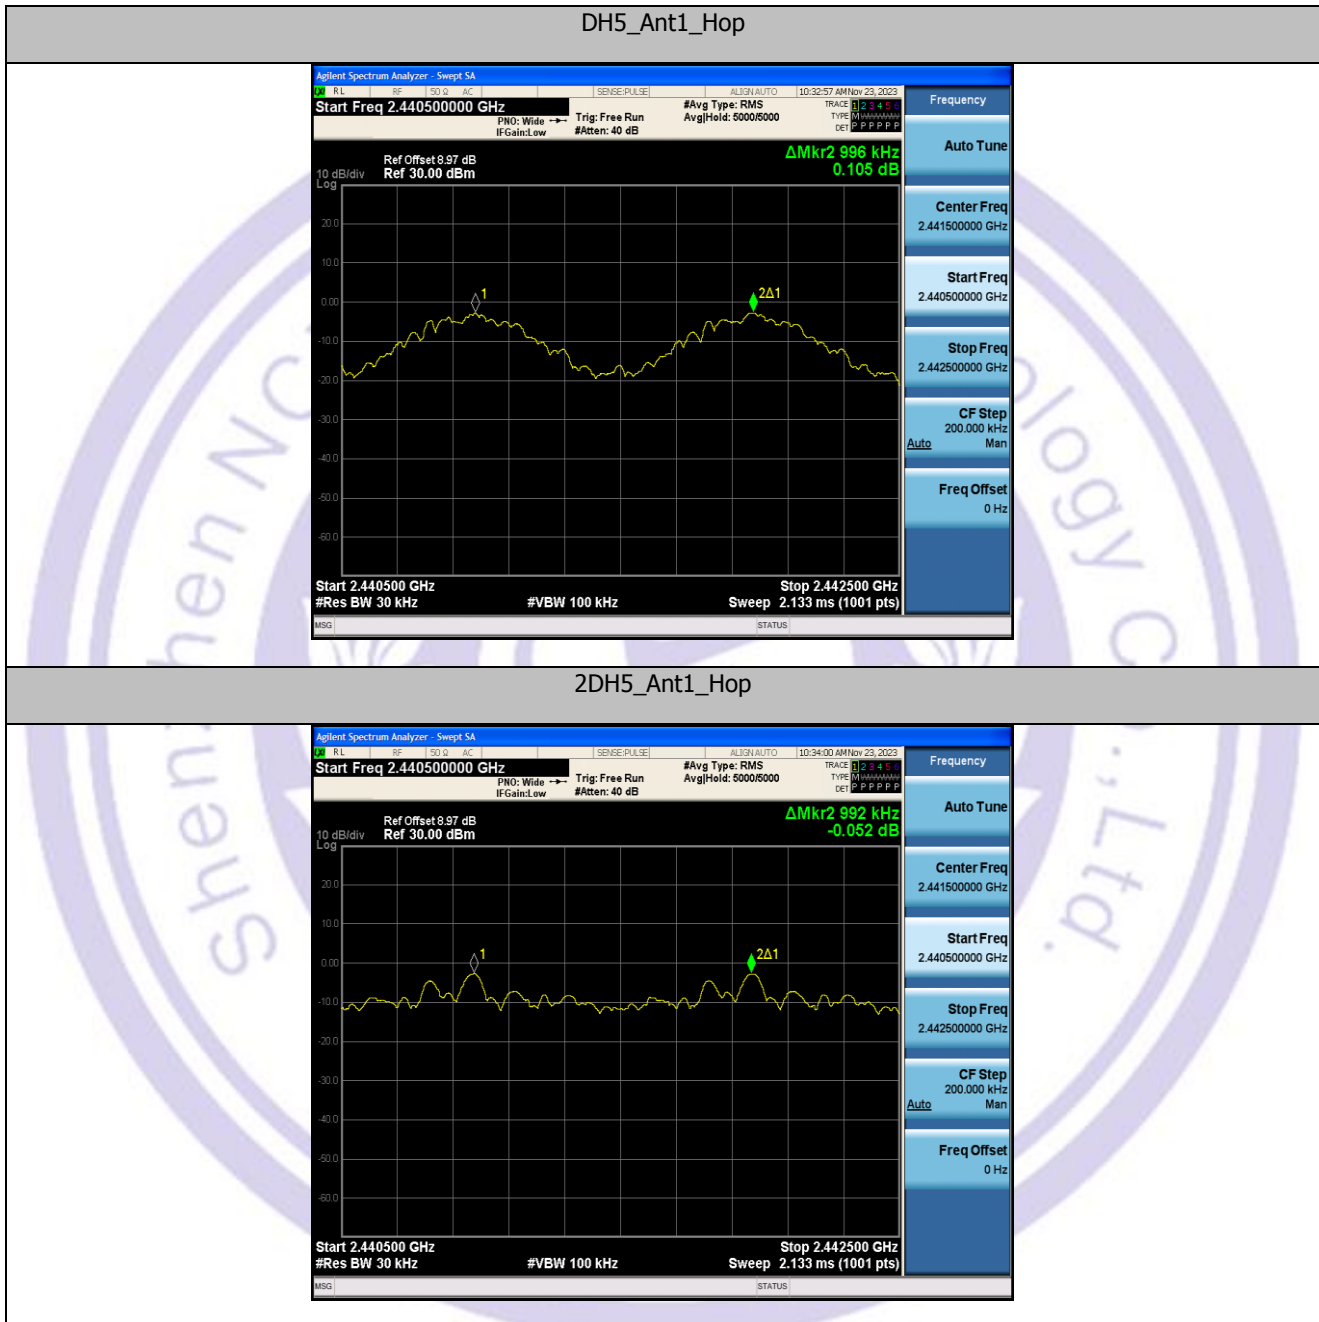 DH5_Ant1_Hop
Agilent Spectrum Analyzer - Swept SA
RL RF 50 Ω AC SENSE:PULSE ALIGN AUTO 10:32:57 AM Nov 23, 2023
Start Freq 2.440500000 GHz
PNO: Wide
IFGain:Low
Trig: Free Run
#Atten: 40 dB
#Avg Type: RMS
Avg|Hold: 5000/5000
TRACE 1 2 3 4 5 6
TYPE M
DET P P P P P P
ΔMkr2 996 kHz
0.105 dB
Ref Offset 8.97 dB
10 dB/div Ref 30.00 dBm
Log
20.0
10.0
0.00
-10.0
-20.0
-30.0
-40.0
-50.0
-60.0
1
2Δ1
Start 2.440500 GHz Stop 2.442500 GHz
#Res BW 30 kHz #VBW 100 kHz Sweep 2.133 ms (1001 pts)
MSG STATUS
Frequency
Auto Tune
Center Freq
2.441500000 GHz
Start Freq
2.440500000 GHz
Stop Freq
2.442500000 GHz
CF Step
200.000 kHz
Auto Man
Freq Offset
0 Hz
2DH5_Ant1_Hop
Agilent Spectrum Analyzer - Swept SA
RL RF 50 Ω AC SENSE:PULSE ALIGN AUTO 10:34:00 AM Nov 23, 2023
Start Freq 2.440500000 GHz
PNO: Wide
IFGain:Low
Trig: Free Run
#Atten: 40 dB
#Avg Type: RMS
Avg|Hold: 5000/5000
TRACE 1 2 3 4 5 6
TYPE M
DET P P P P P P
ΔMkr2 992 kHz
-0.052 dB
Ref Offset 8.97 dB
10 dB/div Ref 30.00 dBm
Log
20.0
10.0
0.00
-10.0
-20.0
-30.0
-40.0
-50.0
-60.0
1
2Δ1
Start 2.440500 GHz Stop 2.442500 GHz
#Res BW 30 kHz #VBW 100 kHz Sweep 2.133 ms (1001 pts)
MSG STATUS
Frequency
Auto Tune
Center Freq
2.441500000 GHz
Start Freq
2.440500000 GHz
Stop Freq
2.442500000 GHz
CF Step
200.000 kHz
Auto Man
Freq Offset
0 Hz